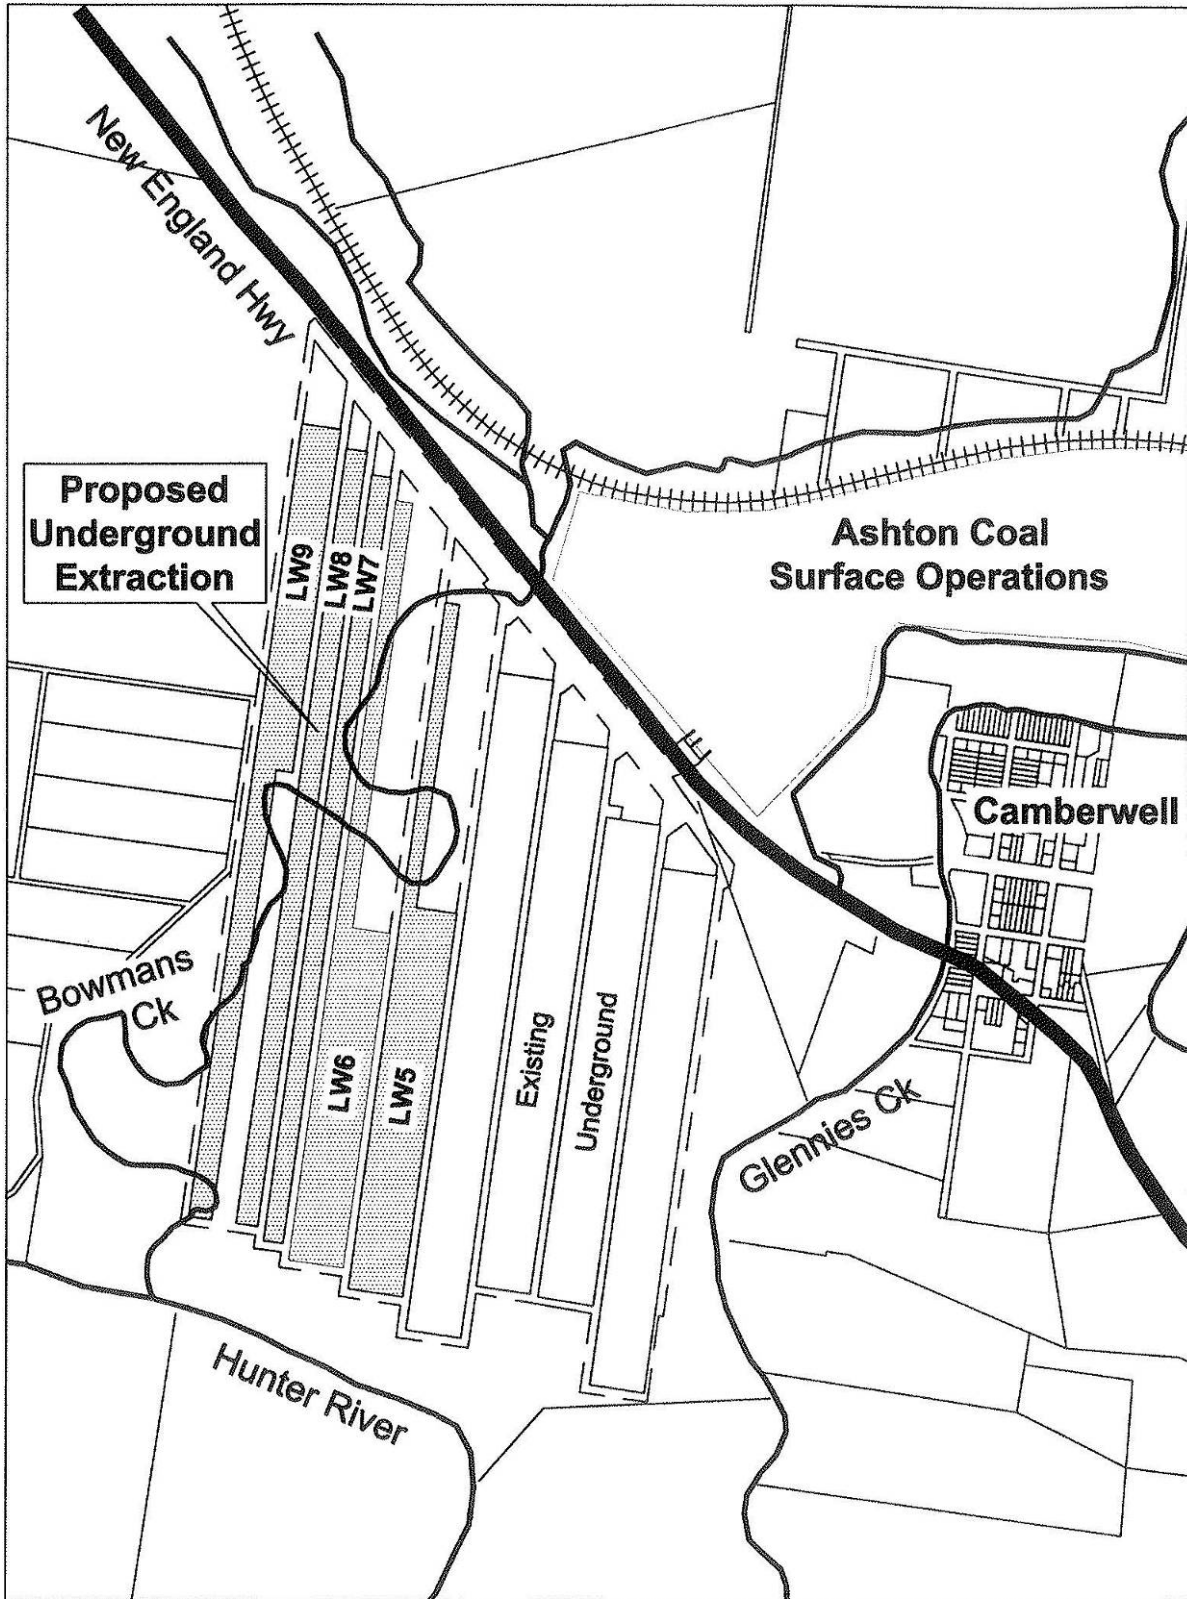 New England Hwy
Proposed
Underground
Extraction
LW9
LW8
LW7
Ashton Coal
Surface Operations
Camberwell
Bowmans
Ck
LW6
LW5
Existing
Underground
Glennies Ck
Hunter River